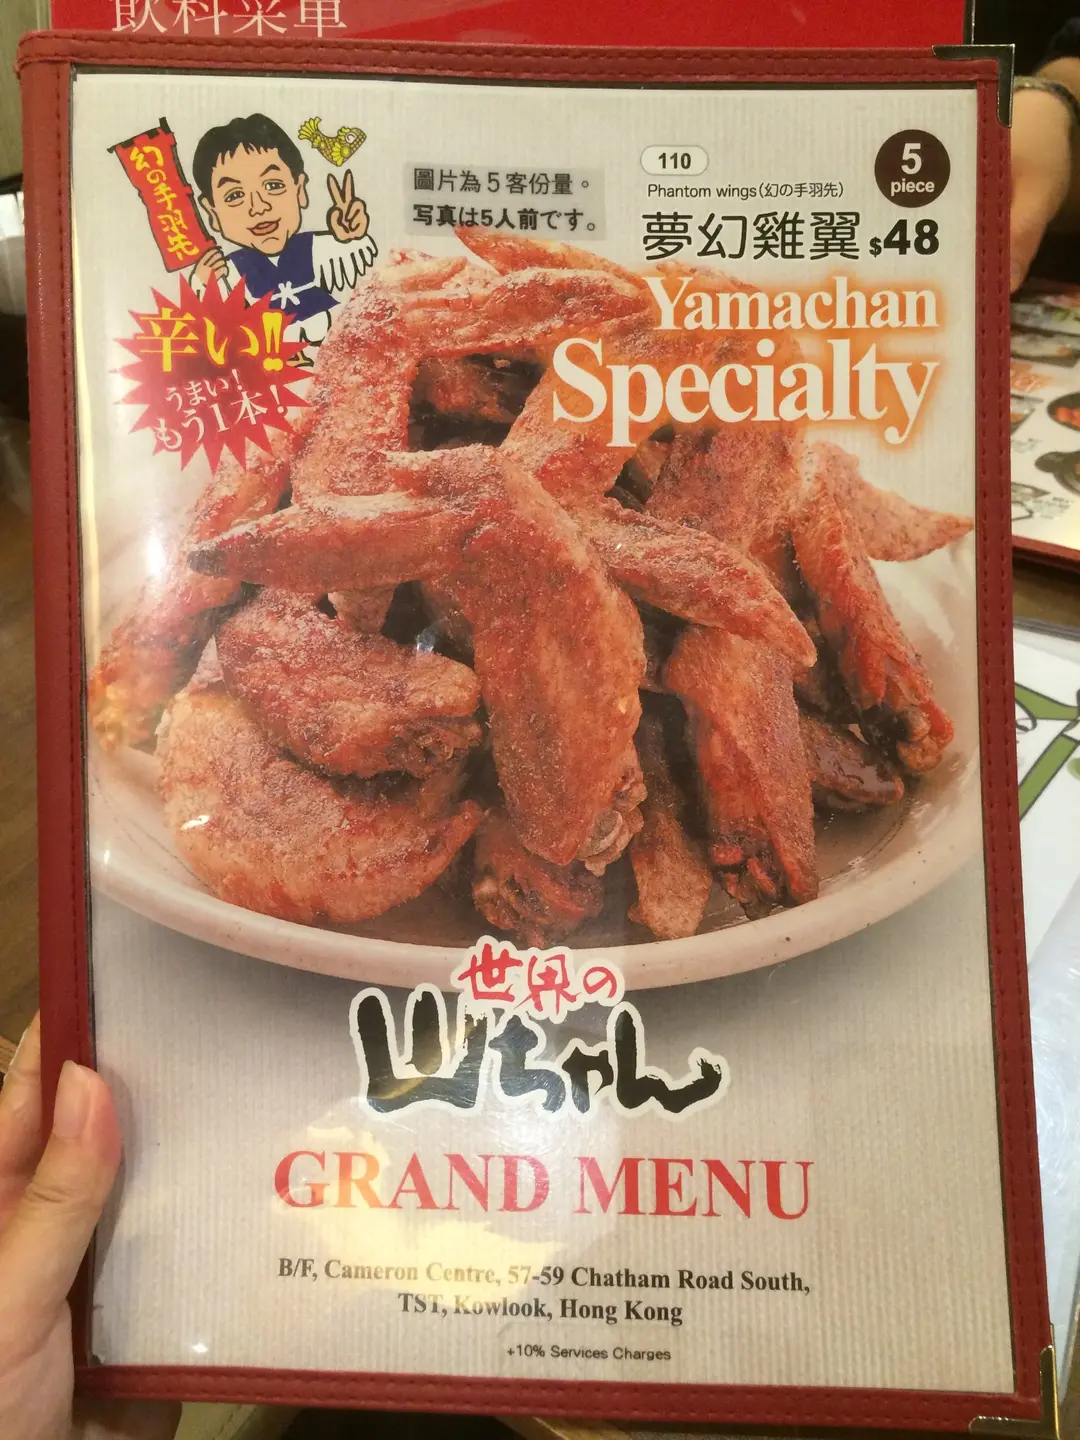 飲料菜單
幻の手羽先
圖片為5客份量。
写真は5人前です。
110
Phantom wings(幻の手羽先)
夢幻雞翼 $48
5
piece
Yamachan
Specialty
辛い!!
うまい!
もう1本!
世界の
山ちゃん
GRAND MENU
B/F, Cameron Centre, 57-59 Chatham Road South,
TST, Kowlook, Hong Kong
+10% Services Charges